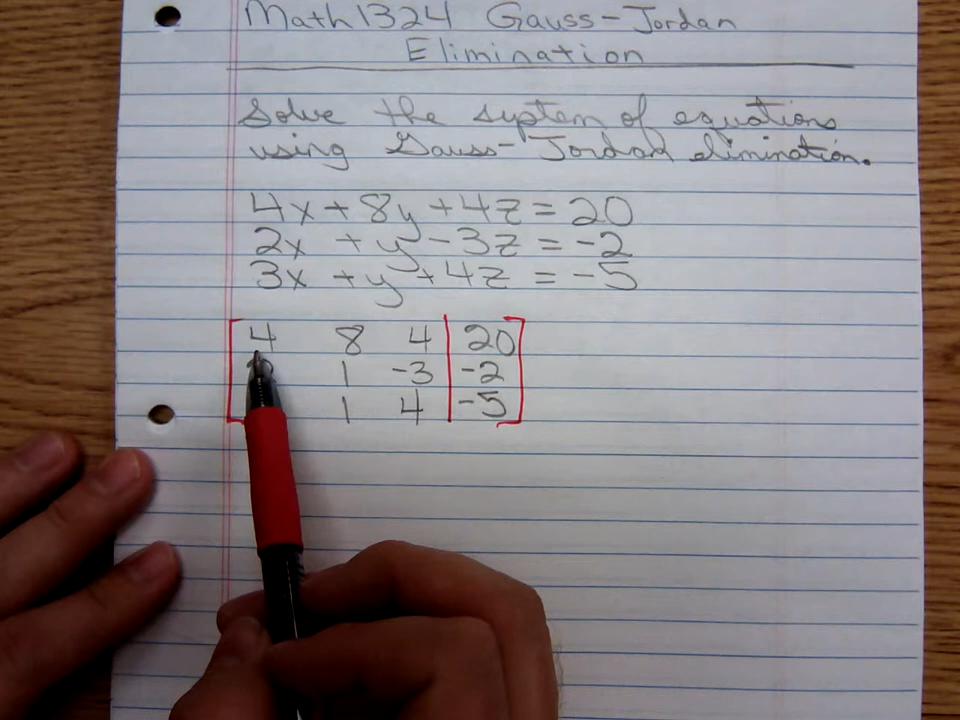 Math 1324 Gauss-Jordan
Elimination
Solve the system of equations
using Gauss-Jordan elimination.
4x + 8y + 4z = 20
2x + y - 3z = -2
3x + y + 4z = -5
4 8 4 20
1 -3 -2
1 4 -5